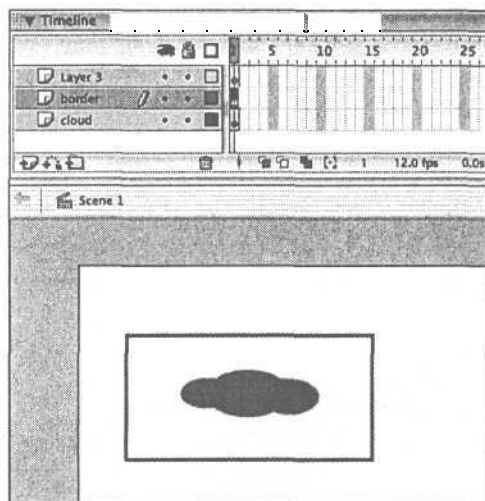 ▼ Timeline
5 10 15 20 25
Layer 3
border
cloud
1 12.0 fps 0.0s
Scene 1